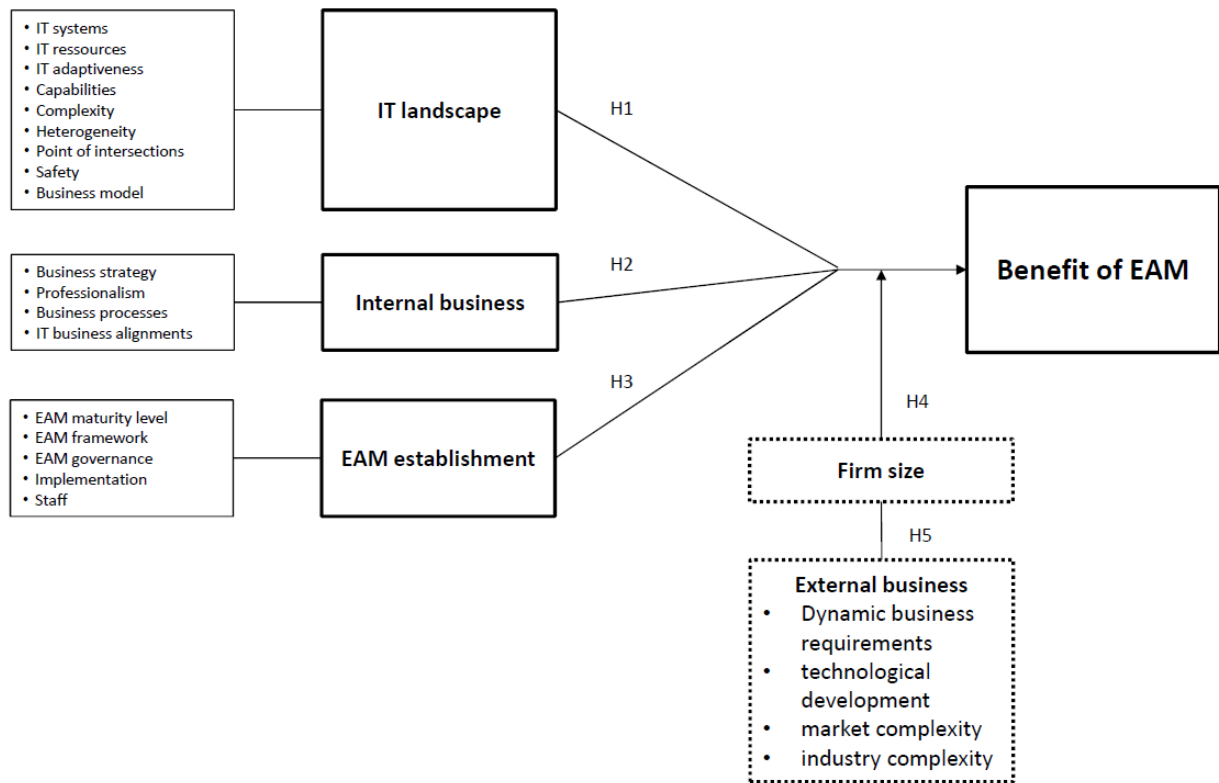 • IT systems
• IT ressources
• IT adaptiveness
• Capabilities
• Complexity
• Heterogeneity
• Point of intersections
• Safety
• Business model
IT landscape
H1
• Business strategy
• Professionalism
• Business processes
• IT business alignments
Internal business
H2
Benefit of EAM
• EAM maturity level
• EAM framework
• EAM governance
• Implementation
• Staff
EAM establishment
H3
H4
Firm size
H5
External business
• Dynamic business
requirements
• technological
development
• market complexity
• industry complexity